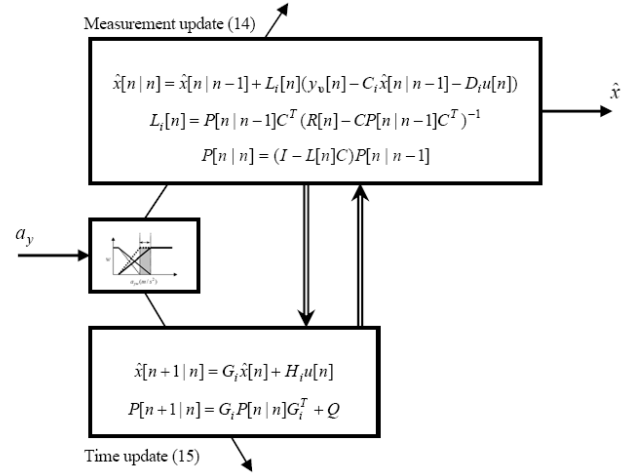 Measurement update (14)
x̂[n | n] = x̂[n | n−1] + L_i[n](y_v[n] − C_i x̂[n | n−1] − D_i u[n])
L_i[n] = P[n | n−1]C^T (R[n] − CP[n | n−1]C^T)^{−1}
P[n | n] = (I − L[n]C)P[n | n−1]
x̂
a_y
w
x̂[n+1 | n] = G_i x̂[n] + H_i u[n]
P[n+1 | n] = G_i P[n | n]G_i^T + Q
Time update (15)